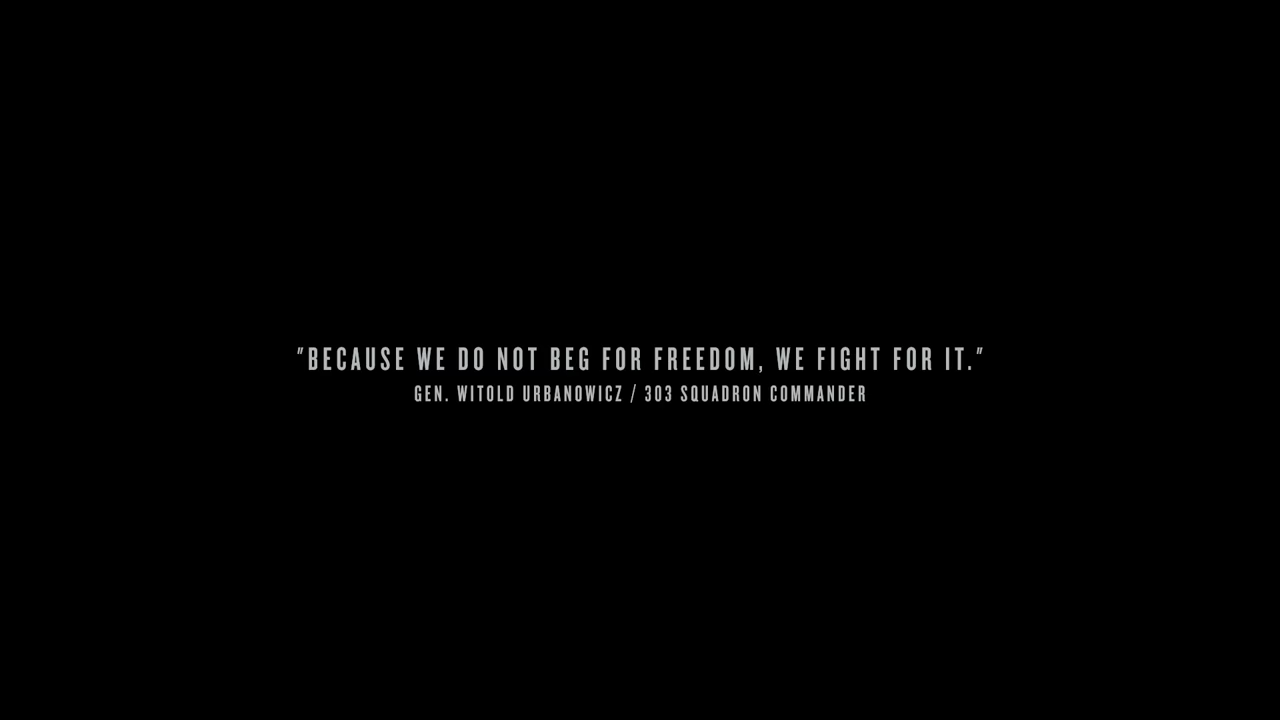 "BECAUSE WE DO NOT BEG FOR FREEDOM, WE FIGHT FOR IT."
GEN. WITOLD URBANOWICZ / 303 SQUADRON COMMANDER